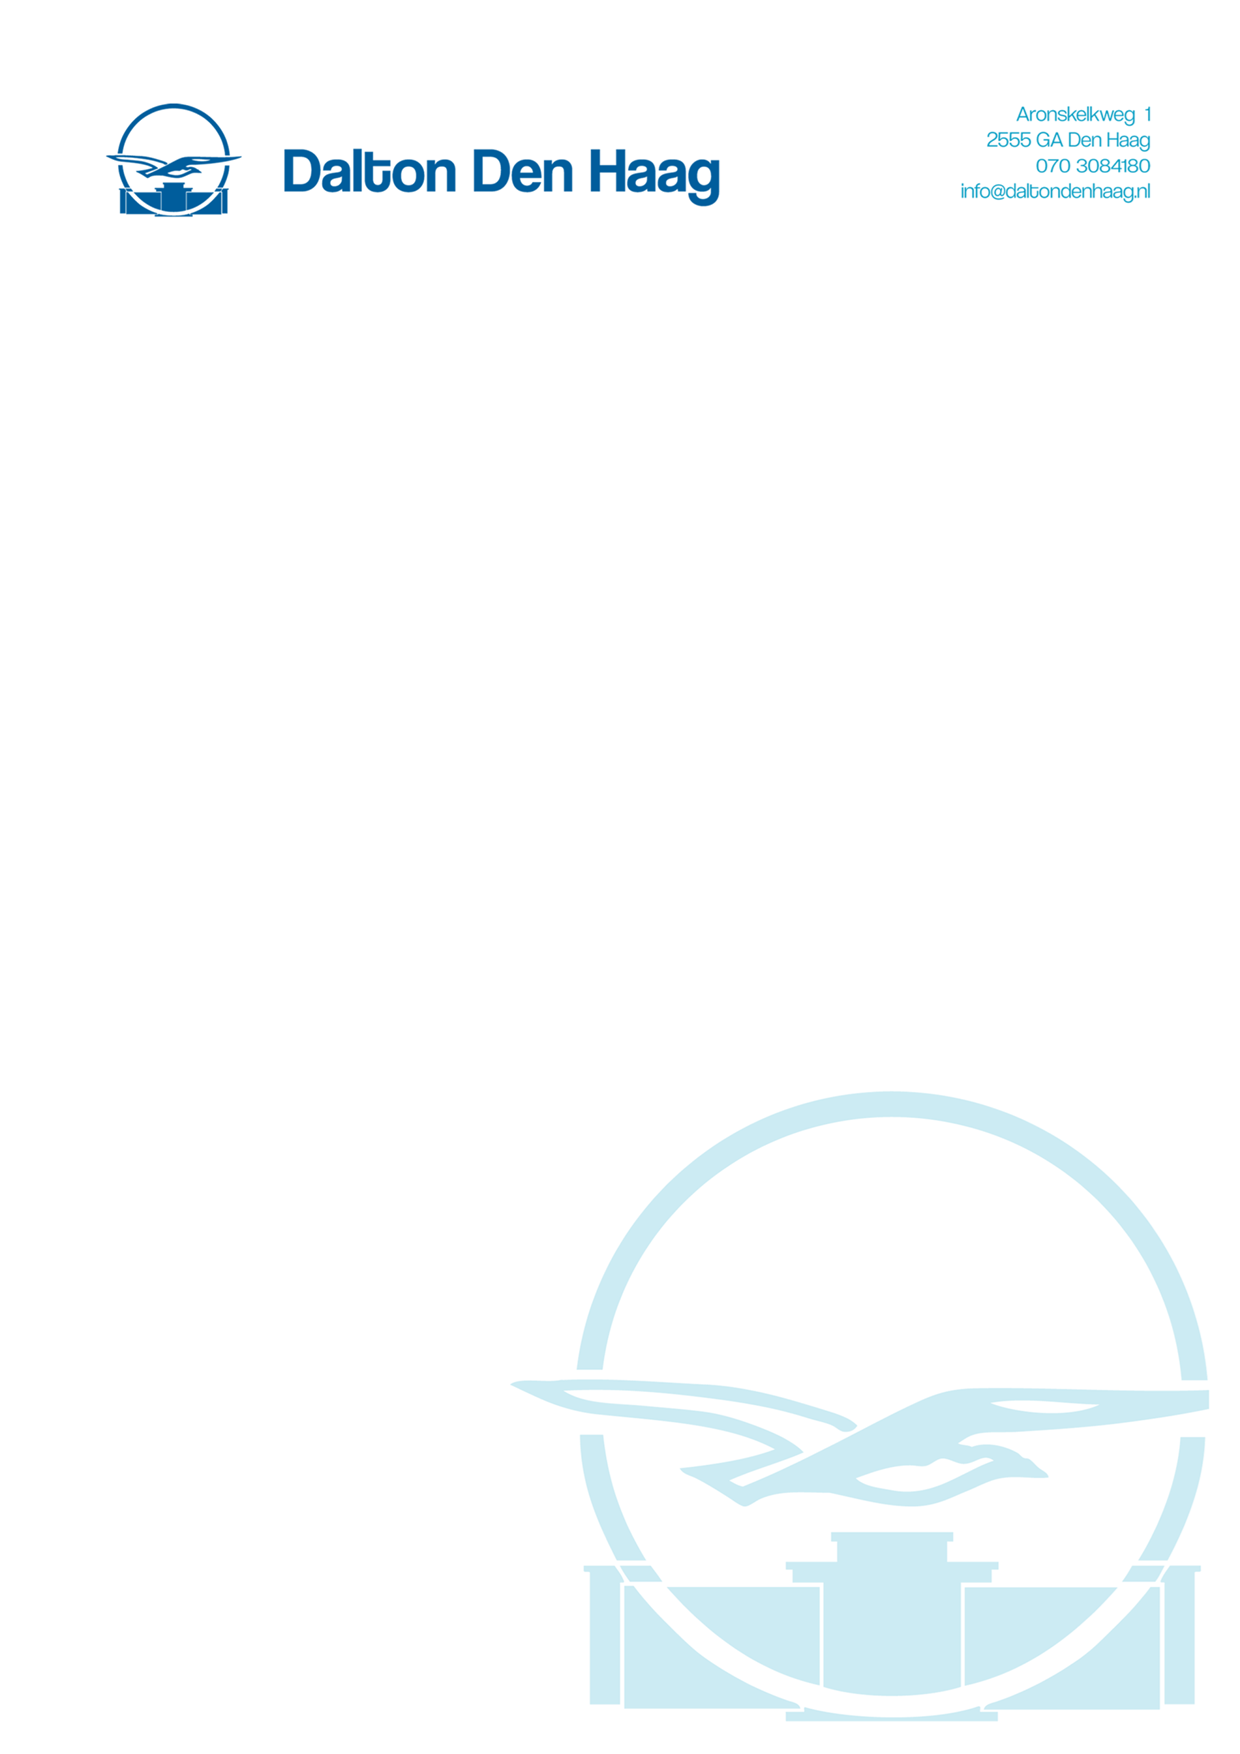 Dalton Den Haag
Aronskelkweg 1
2555 GA Den Haag
070 3084180
info@daltondenhaag.nl